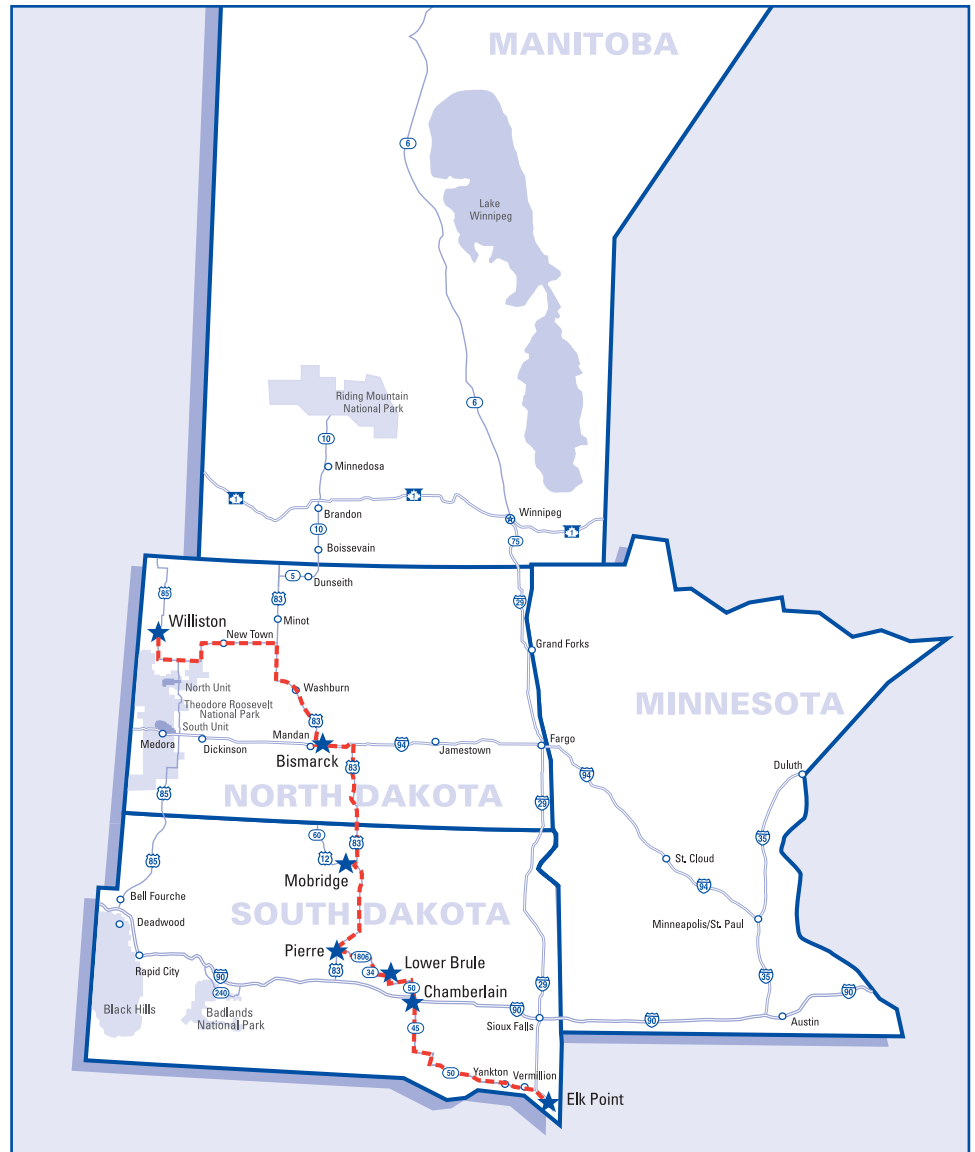 MANITOBA
6
Lake
Winnipeg
6
Riding Mountain
National Park
10
Minnedosa
1
1
Brandon
Winnipeg
1
10
75
Boissevain
5
Dunseith
85
83
29
Williston
New Town
Minot
Grand Forks
North Unit
Theodore Roosevelt
National Park
South Unit
Washburn
MINNESOTA
83
Medora
Dickinson
Mandan
Bismarck
94
Jamestown
Fargo
83
94
Duluth
85
NORTH DAKOTA
29
60
83
35
85
12
Mobridge
St. Cloud
94
Bell Fourche
Deadwood
SOUTH DAKOTA
Minneapolis/St. Paul
Pierre
1806
34
Lower Brule
83
Rapid City
90
240
50
29
35
Chamberlain
Black Hills
Badlands
National Park
90
Sioux Falls
90
Austin
90
45
50
Yankton
Vermillion
Elk Point